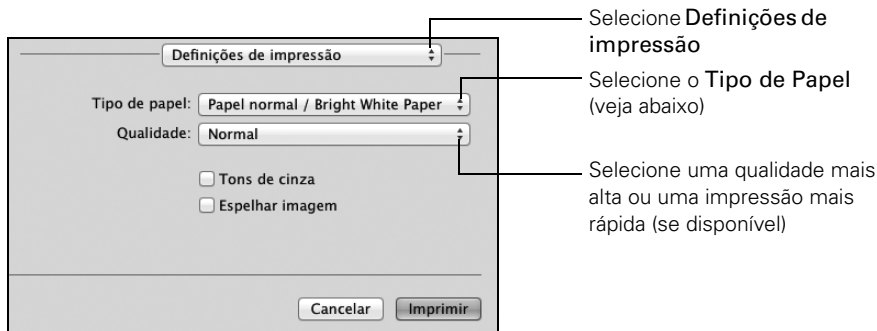 Definições de impressão
Tipo de papel: Papel normal / Bright White Paper
Qualidade: Normal
Tons de cinza
Espelhar imagem
Cancelar Imprimir
Selecione Definições de
impressão
Selecione o Tipo de Papel
(veja abaixo)
Selecione uma qualidade mais
alta ou uma impressão mais
rápida (se disponível)